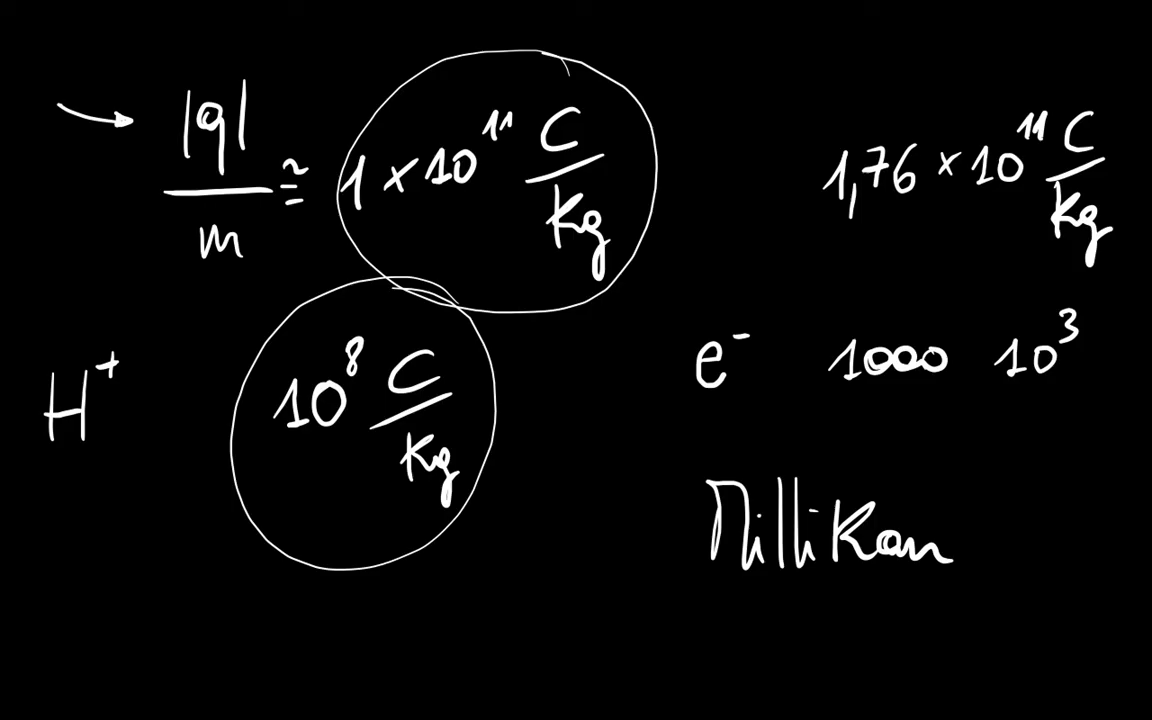 |q|/m ≅ 1 × 10¹¹ C/Kg
1,76 × 10¹¹ C/Kg
H⁺ 10⁸ C/Kg
e⁻ 1000 10³
Millikan